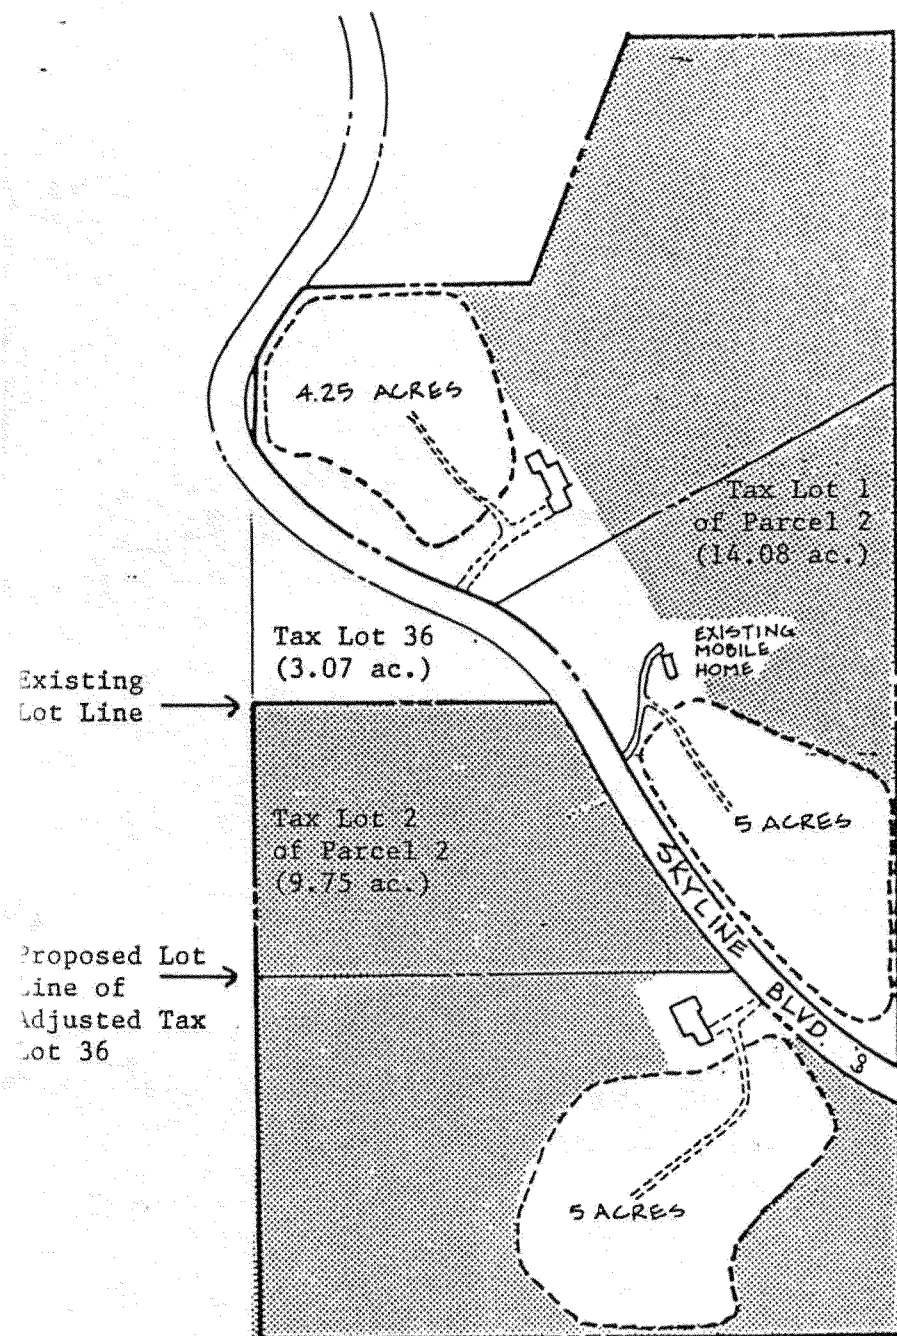 4.25 ACRES
Tax Lot 1
of Parcel 2
(14.08 ac.)
Tax Lot 36
(3.07 ac.)
EXISTING
MOBILE
HOME
Existing
Lot Line
5 ACRES
Tax Lot 2
of Parcel 2
(9.75 ac.)
SKYLINE BLVD.
Proposed Lot
Line of
Adjusted Tax
Lot 36
5 ACRES